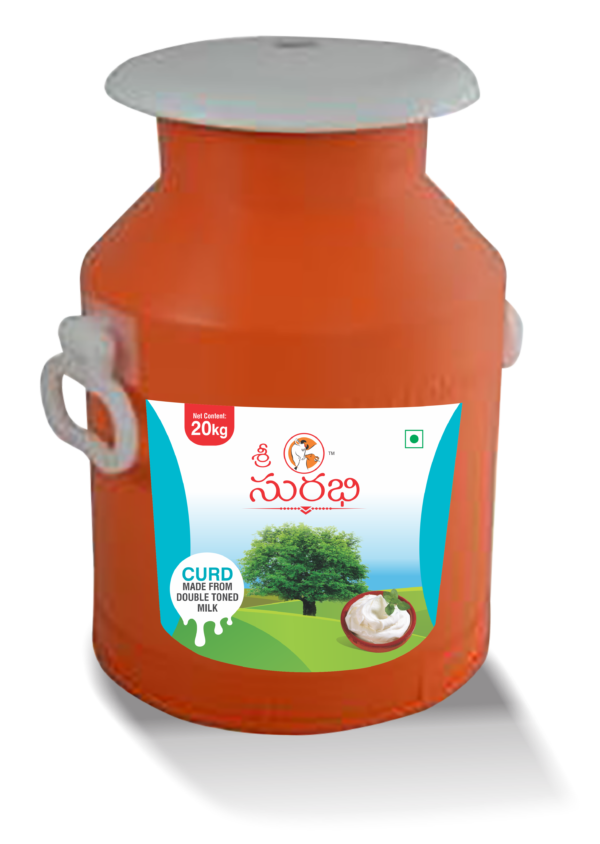 Net Content:
20kg
శ్రీ
TM
సురభి
CURD
MADE FROM
DOUBLE TONED
MILK